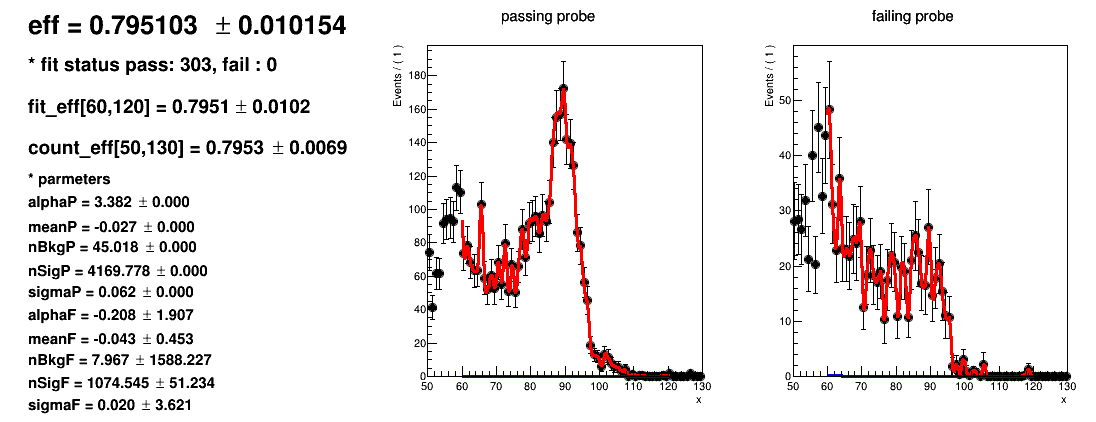 eff = 0.795103 ± 0.010154
* fit status pass: 303, fail : 0
fit_eff[60,120] = 0.7951 ± 0.0102
count_eff[50,130] = 0.7953 ± 0.0069
* parmeters
alphaP = 3.382 ± 0.000
meanP = -0.027 ± 0.000
nBkgP = 45.018 ± 0.000
nSigP = 4169.778 ± 0.000
sigmaP = 0.062 ± 0.000
alphaF = -0.208 ± 1.907
meanF = -0.043 ± 0.453
nBkgF = 7.967 ± 1588.227
nSigF = 1074.545 ± 51.234
sigmaF = 0.020 ± 3.621
passing probe
Events / ( 1 )
180
160
140
120
100
80
60
40
20
0
50 60 70 80 90 100 110 120 130
x
failing probe
Events / ( 1 )
50
40
30
20
10
0
50 60 70 80 90 100 110 120 130
x